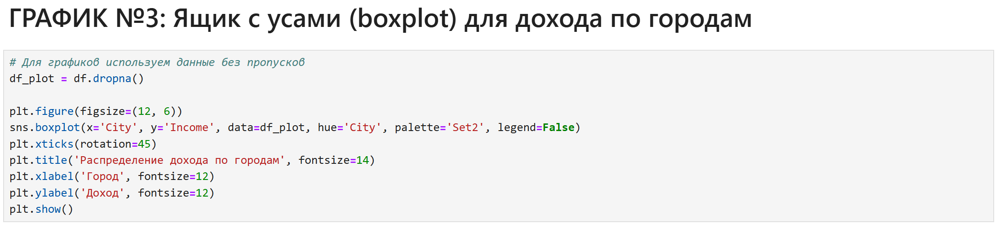 ГРАФИК №3: Ящик с усами (boxplot) для дохода по городам
# Для графиков используем данные без пропусков
df_plot = df.dropna()
plt.figure(figsize=(12, 6))
sns.boxplot(x='City', y='Income', data=df_plot, hue='City', palette='Set2', legend=False)
plt.xticks(rotation=45)
plt.title('Распределение дохода по городам', fontsize=14)
plt.xlabel('Город', fontsize=12)
plt.ylabel('Доход', fontsize=12)
plt.show()